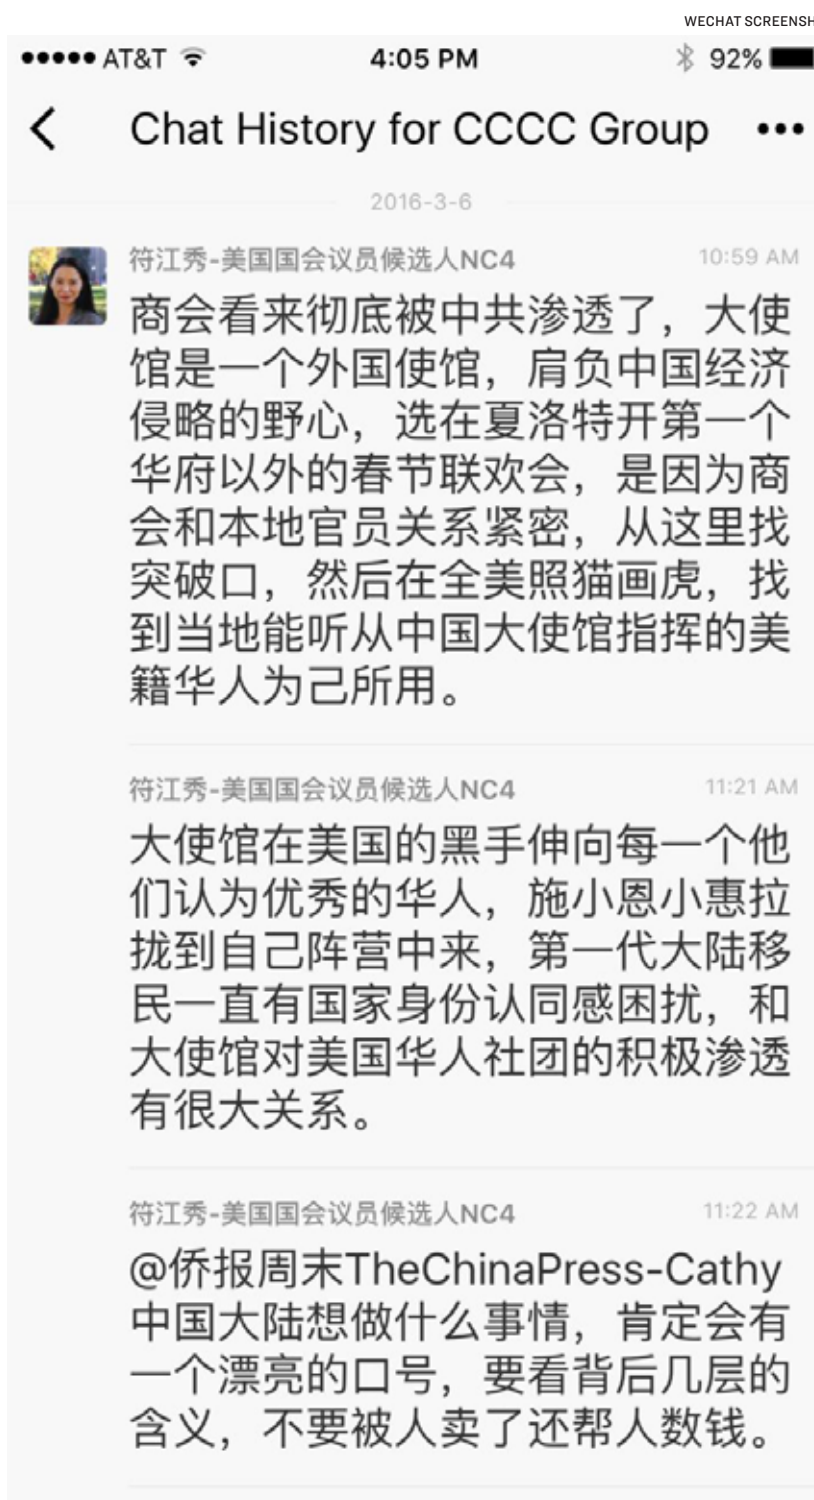 WECHAT SCREENSH
AT&T 4:05 PM 92%
Chat History for CCCC Group
2016-3-6
符江秀-美国国会议员候选人NC4 10:59 AM
商会看来彻底被中共渗透了，大使
馆是一个外国使馆，肩负中国经济
侵略的野心，选在夏洛特开第一个
华府以外的春节联欢会，是因为商
会和本地官员关系紧密，从这里找
突破口，然后在全美照猫画虎，找
到当地能听从中国大使馆指挥的美
籍华人为己所用。
符江秀-美国国会议员候选人NC4 11:21 AM
大使馆在美国的黑手伸向每一个他
们认为优秀的华人，施小恩小惠拉
拢到自己阵营中来，第一代大陆移
民一直有国家身份认同感困扰，和
大使馆对美国华人社团的积极渗透
有很大关系。
符江秀-美国国会议员候选人NC4 11:22 AM
@侨报周末TheChinaPress-Cathy
中国大陆想做什么事情，肯定会有
一个漂亮的口号，要看背后几层的
含义，不要被人卖了还帮人数钱。